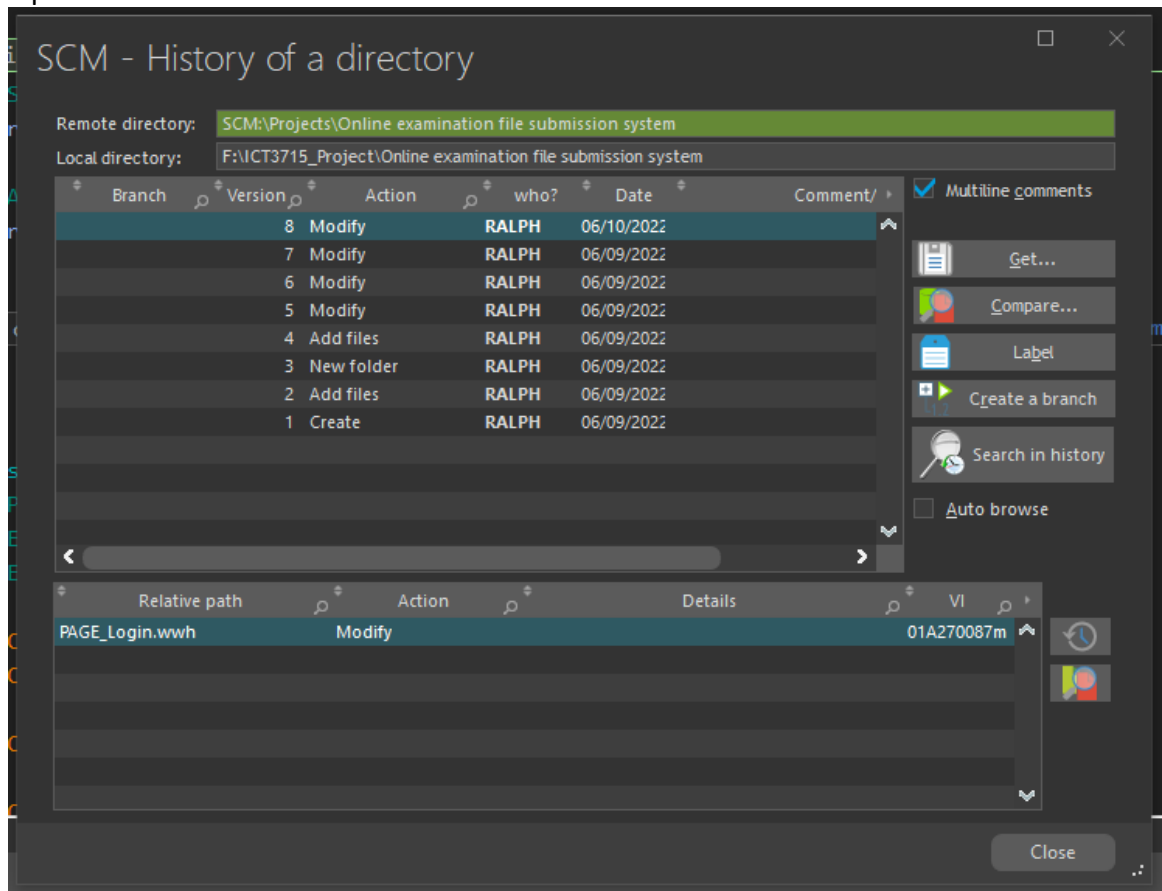 SCM - History of a directory
Remote directory: SCM:\Projects\Online examination file submission system
Local directory: F:\ICT3715_Project\Online examination file submission system
Branch Version Action who? Date Comment/
Multiline comments
8 Modify RALPH 06/10/2022
7 Modify RALPH 06/09/2022
Get...
6 Modify RALPH 06/09/2022
5 Modify RALPH 06/09/2022
Compare...
4 Add files RALPH 06/09/2022
3 New folder RALPH 06/09/2022
Label
2 Add files RALPH 06/09/2022
1 Create RALPH 06/09/2022
Create a branch
Search in history
Auto browse
Relative path Action Details VI
PAGE_Login.wwh Modify 01A270087m
Close